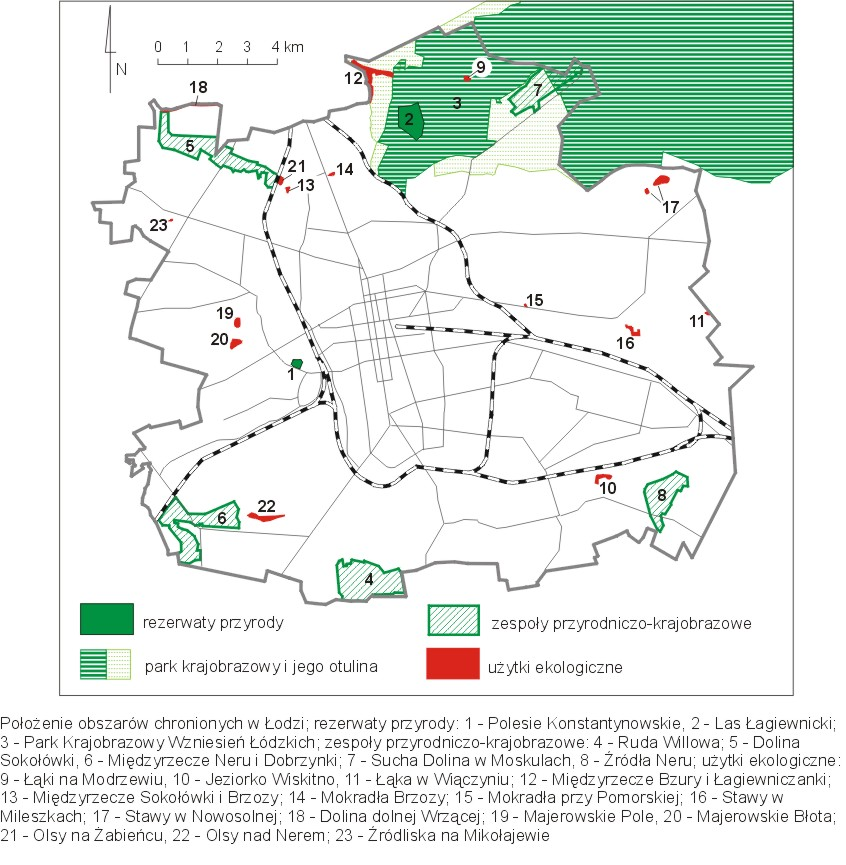 0 1 2 3 4 km
N
18
12
9
7
3
2
5
21
13
14
17
23
15
11
16
19
20
1
10
8
22
6
4
rezerwaty przyrody
zespoły przyrodniczo-krajobrazowe
park krajobrazowy i jego otulina
użytki ekologiczne
Położenie obszarów chronionych w Łodzi; rezerwaty przyrody: 1 - Polesie Konstantynowskie, 2 - Las Łagiewnicki;
3 - Park Krajobrazowy Wzniesień Łódzkich; zespoły przyrodniczo-krajobrazowe: 4 - Ruda Willowa; 5 - Dolina
Sokołówki, 6 - Międzyrzecze Neru i Dobrzynki; 7 - Sucha Dolina w Moskulach, 8 - Źródła Neru; użytki ekologiczne:
9 - Łąki na Modrzewiu, 10 - Jeziorko Wiskitno, 11 - Łąka w Wiączyniu; 12 - Międzyrzecze Bzury i Łagiewniczanki;
13 - Międzyrzecze Sokołówki i Brzozy; 14 - Mokradła Brzozy; 15 - Mokradła przy Pomorskiej; 16 - Stawy w
Mileszkach; 17 - Stawy w Nowosolnej; 18 - Dolina dolnej Wrzącej; 19 - Majerowskie Pole, 20 - Majerowskie Błota;
21 - Olsy na Żabieńcu, 22 - Olsy nad Nerem; 23 - Źródliska na Mikołajewie